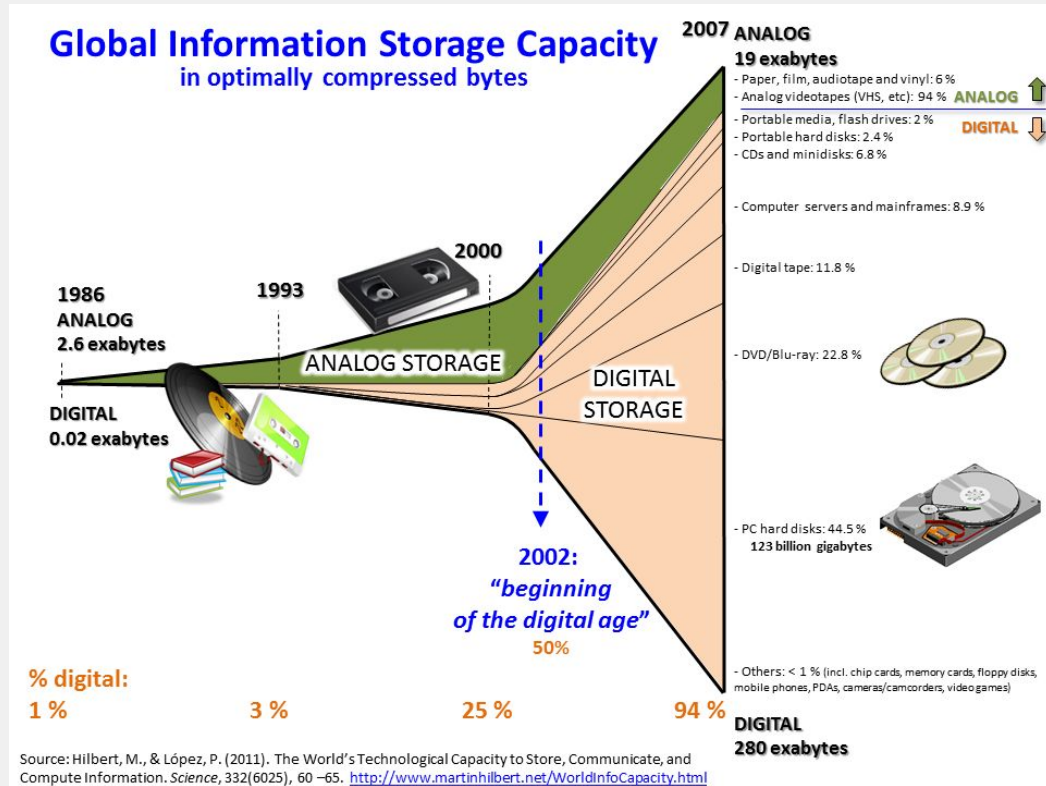 Global Information Storage Capacity
in optimally compressed bytes
2007 ANALOG
19 exabytes
- Paper, film, audiotape and vinyl: 6 %
- Analog videotapes (VHS, etc): 94 %
ANALOG
- Portable media, flash drives: 2 %
DIGITAL
- Portable hard disks: 2.4 %
- CDs and minidisks: 6.8 %
- Computer servers and mainframes: 8.9 %
- Digital tape: 11.8 %
- DVD/Blu-ray: 22.8 %
- PC hard disks: 44.5 %
123 billion gigabytes
- Others: < 1 % (incl. chip cards, memory cards, floppy disks,
mobile phones, PDAs, cameras/camcorders, video games)
DIGITAL
280 exabytes
2000
1993
1986
ANALOG
2.6 exabytes
ANALOG STORAGE
DIGITAL
STORAGE
DIGITAL
0.02 exabytes
2002:
“beginning
of the digital age”
50%
% digital:
1 %
3 %
25 %
94 %
Source: Hilbert, M., & López, P. (2011). The World’s Technological Capacity to Store, Communicate, and
Compute Information. Science, 332(6025), 60 –65. http://www.martinhilbert.net/WorldInfoCapacity.html